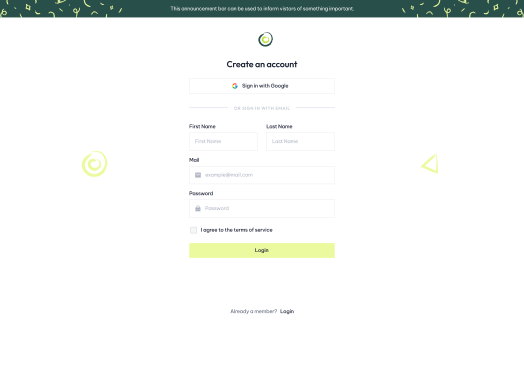 This announcement bar can be used to inform vistors of something important.
Create an account
Sign in with Google
OR SIGN IN WITH EMAIL
First Name
Last Name
First Name
Last Name
Mail
example@mail.com
Password
Password
I agree to the terms of service
Login
Already a member? Login